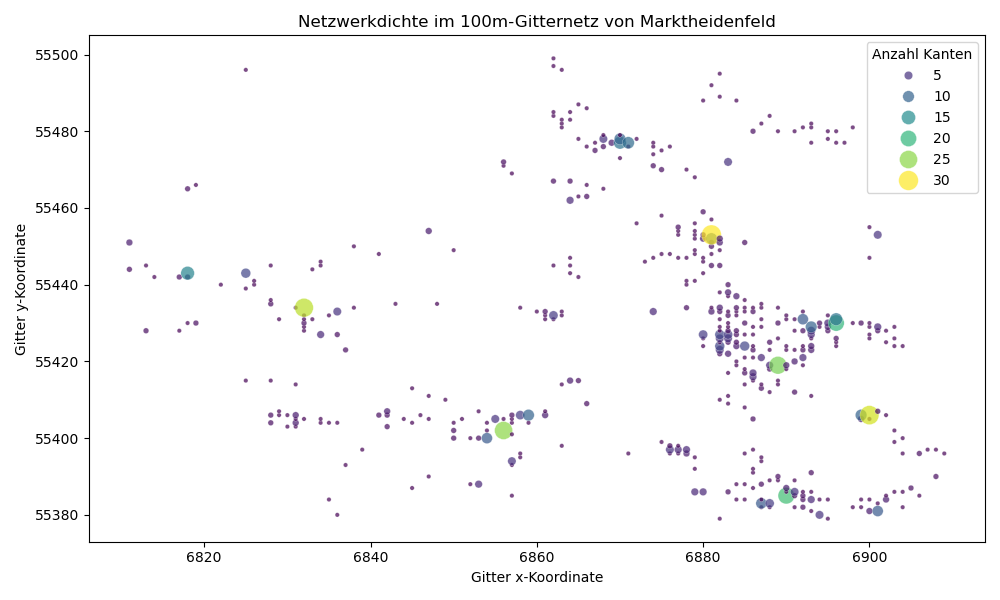 Netzwerkdichte im 100m-Gitternetz von Marktheidenfeld
Anzahl Kanten
5
10
15
20
25
30
Gitter y-Koordinate
55500
55480
55460
55440
55420
55400
55380
6820 6840 6860 6880 6900
Gitter x-Koordinate